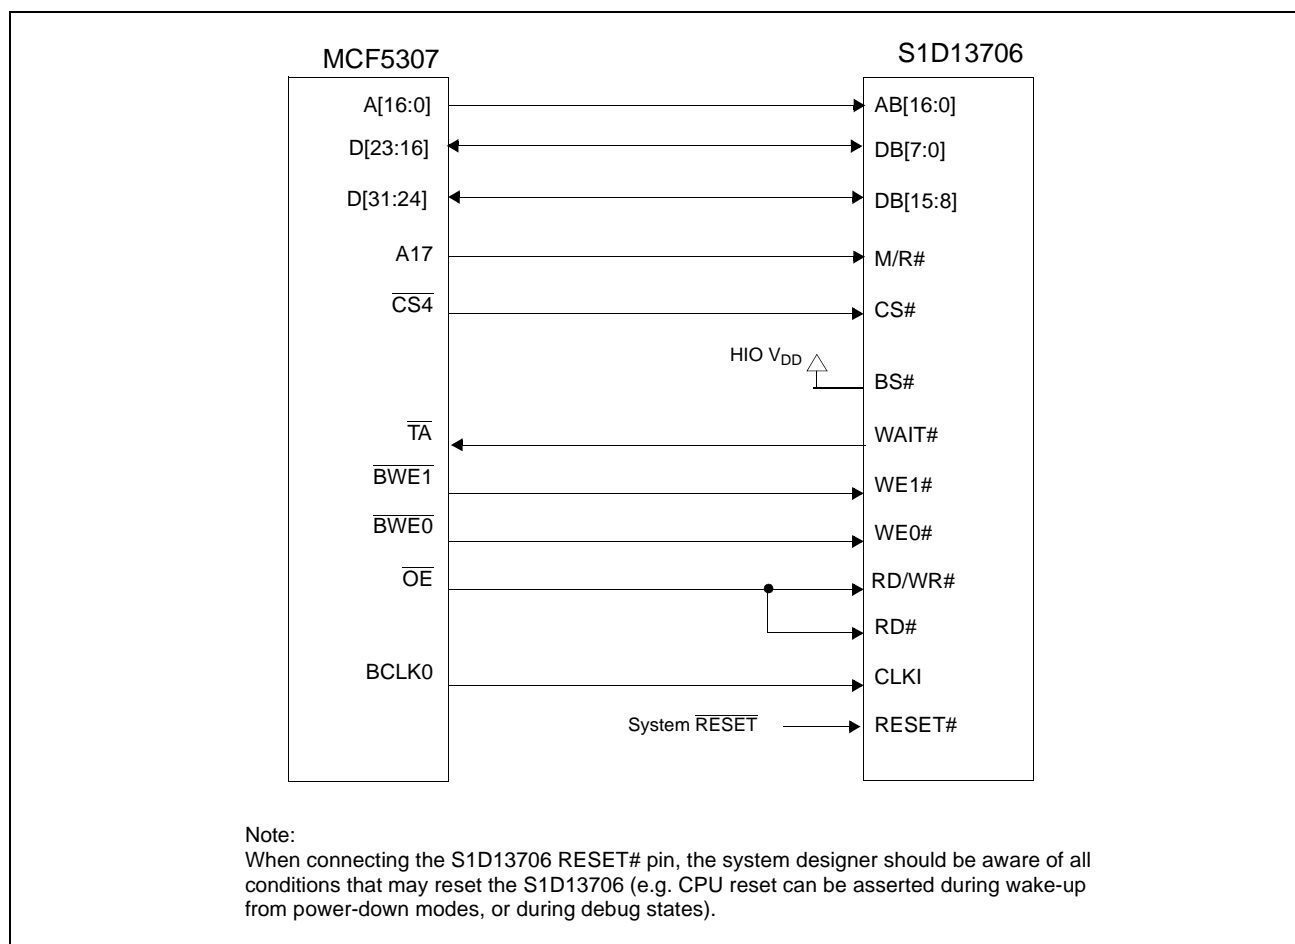 MCF5307 S1D13706
A[16:0] AB[16:0]
D[23:16] DB[7:0]
D[31:24] DB[15:8]
A17 M/R#
CS4 CS#
HIO VDD BS#
TA WAIT#
BWE1 WE1#
BWE0 WE0#
OE RD/WR#
RD#
BCLK0 CLKI
System RESET RESET#
Note:
When connecting the S1D13706 RESET# pin, the system designer should be aware of all
conditions that may reset the S1D13706 (e.g. CPU reset can be asserted during wake-up
from power-down modes, or during debug states).